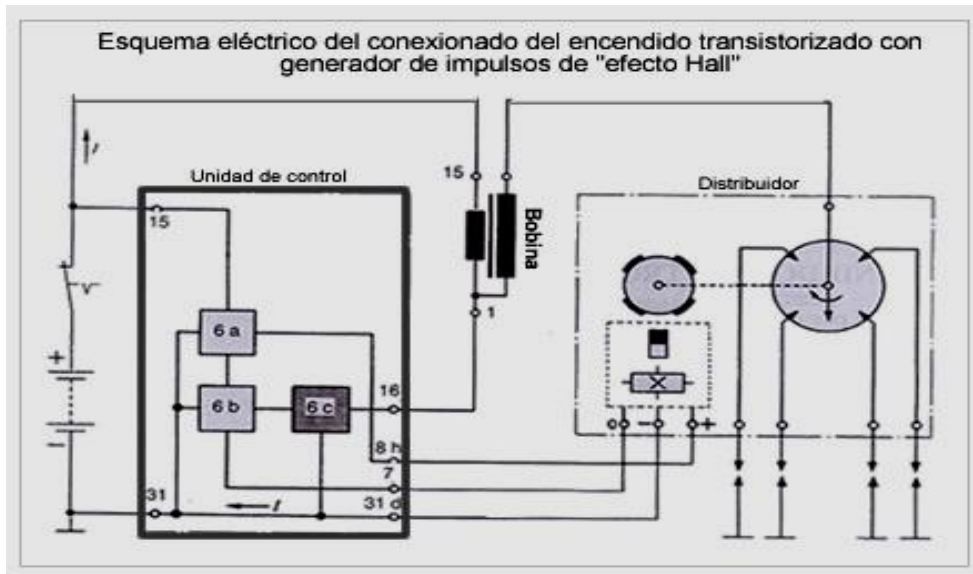 Esquema eléctrico del conexionado del encendido transistorizado con
generador de impulsos de "efecto Hall"
I
Unidad de control
15
Distribuidor
15
Bobina
V
1
6 a
+
16
6 b
6 c
-
8 h
o - +
7
31
I
31 d